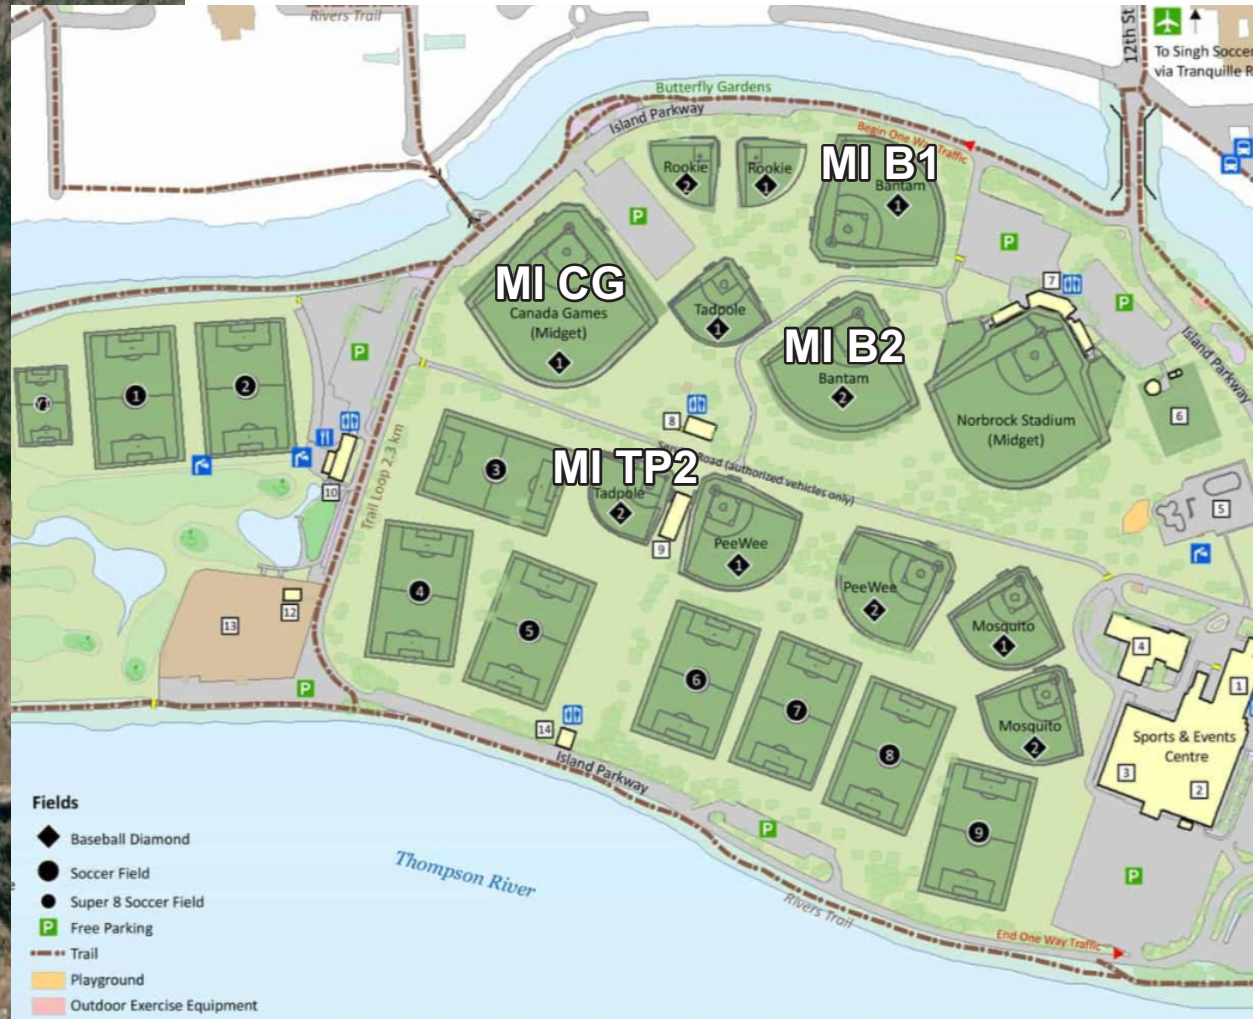 Rivers Trail
12th St
To Singh Soccer
via Tranquille R
Butterfly Gardens
Island Parkway
Begin One Way Traffic
Rookie
2
Rookie
1
MI B1
Bantam
1
P
P
7
P
MI CG
Canada Games
(Midget)
1
Tadpole
1
MI B2
Bantam
2
Island Parkway
Norbrock Stadium
(Midget)
6
P
1
2
8
Service Road (authorized vehicles only)
Trail Loop 2.3 km
3
MI TP2
Tadpole
2
9
PeeWee
1
5
10
4
5
PeeWee
2
Mosquito
1
12
13
6
7
8
4
1
Mosquito
2
Sports & Events
Centre
3
2
P
14
Island Parkway
9
P
P
Rivers Trail
End One Way Traffic
Thompson River
Fields
Baseball Diamond
Soccer Field
Super 8 Soccer Field
P Free Parking
Trail
Playground
Outdoor Exercise Equipment